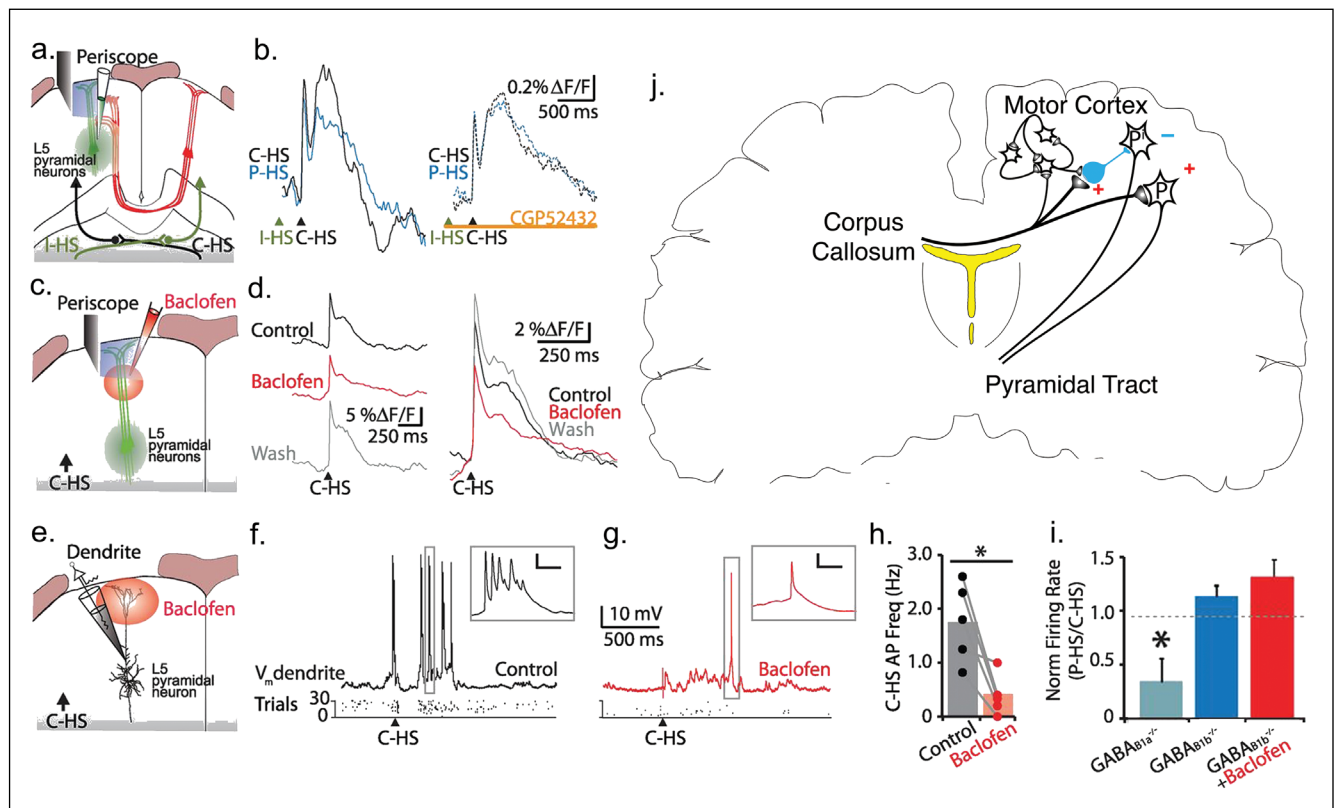 a.
Periscope
L5
pyramidal
neurons
I-HS
C-HS
b.
0.2% ΔF/F
500 ms
C-HS
P-HS
C-HS
P-HS
I-HS
C-HS
CGP52432
I-HS
C-HS
c.
Periscope
Baclofen
L5
pyramidal
neurons
C-HS
d.
Control
Baclofen
5 %ΔF/F
250 ms
Wash
C-HS
2 %ΔF/F
250 ms
Control
Baclofen
Wash
C-HS
e.
Dendrite
Baclofen
L5
pyramidal
neuron
C-HS
f.
Vm dendrite
Control
Trials
30
0
C-HS
g.
10 mV
500 ms
Baclofen
C-HS
h.
C-HS AP Freq (Hz)
3.0
2.0
1.0
0
*
Control
Baclofen
i.
Norm Firing Rate
(P-HS/C-HS)
1.5
1.0
0.5
0
*
GABAB1a-/-
GABAB1b-/-
GABAB1b-/-
+Baclofen
j.
Motor Cortex
P'
−
+
+
P
Corpus
Callosum
Pyramidal Tract